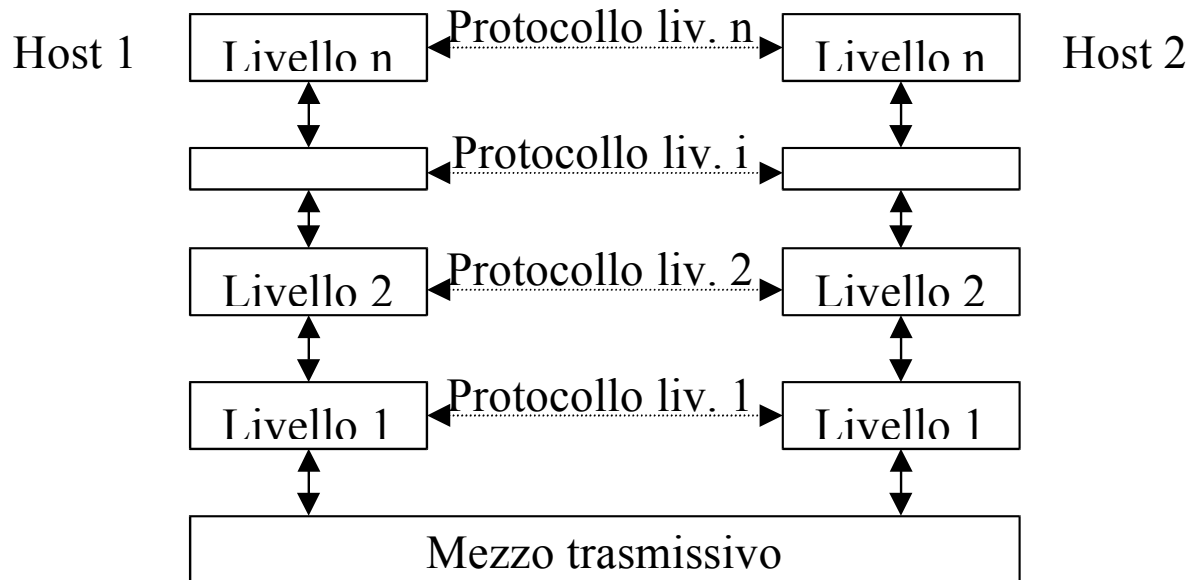 Protocollo liv. n
Host 1
Livello n
Livello n
Host 2
Protocollo liv. i
Protocollo liv. 2
Livello 2
Livello 2
Protocollo liv. 1
Livello 1
Livello 1
Mezzo trasmissivo